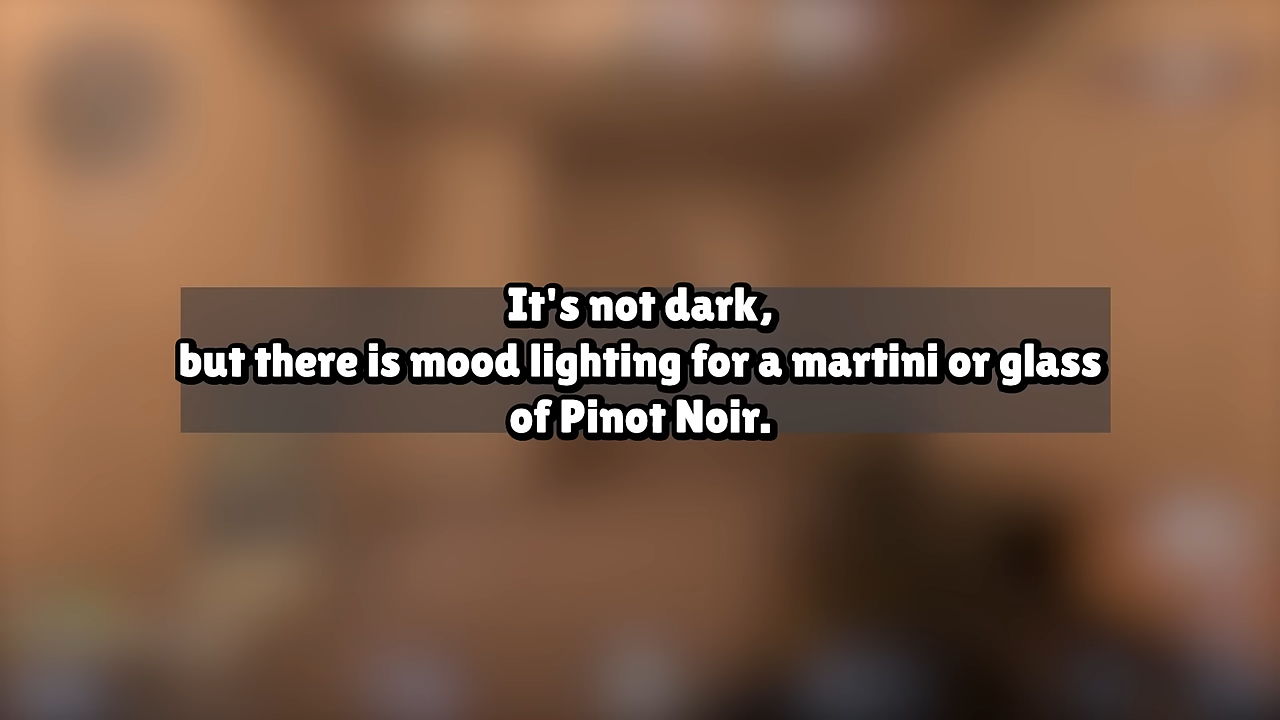 It's not dark,
but there is mood lighting for a martini or glass
of Pinot Noir.